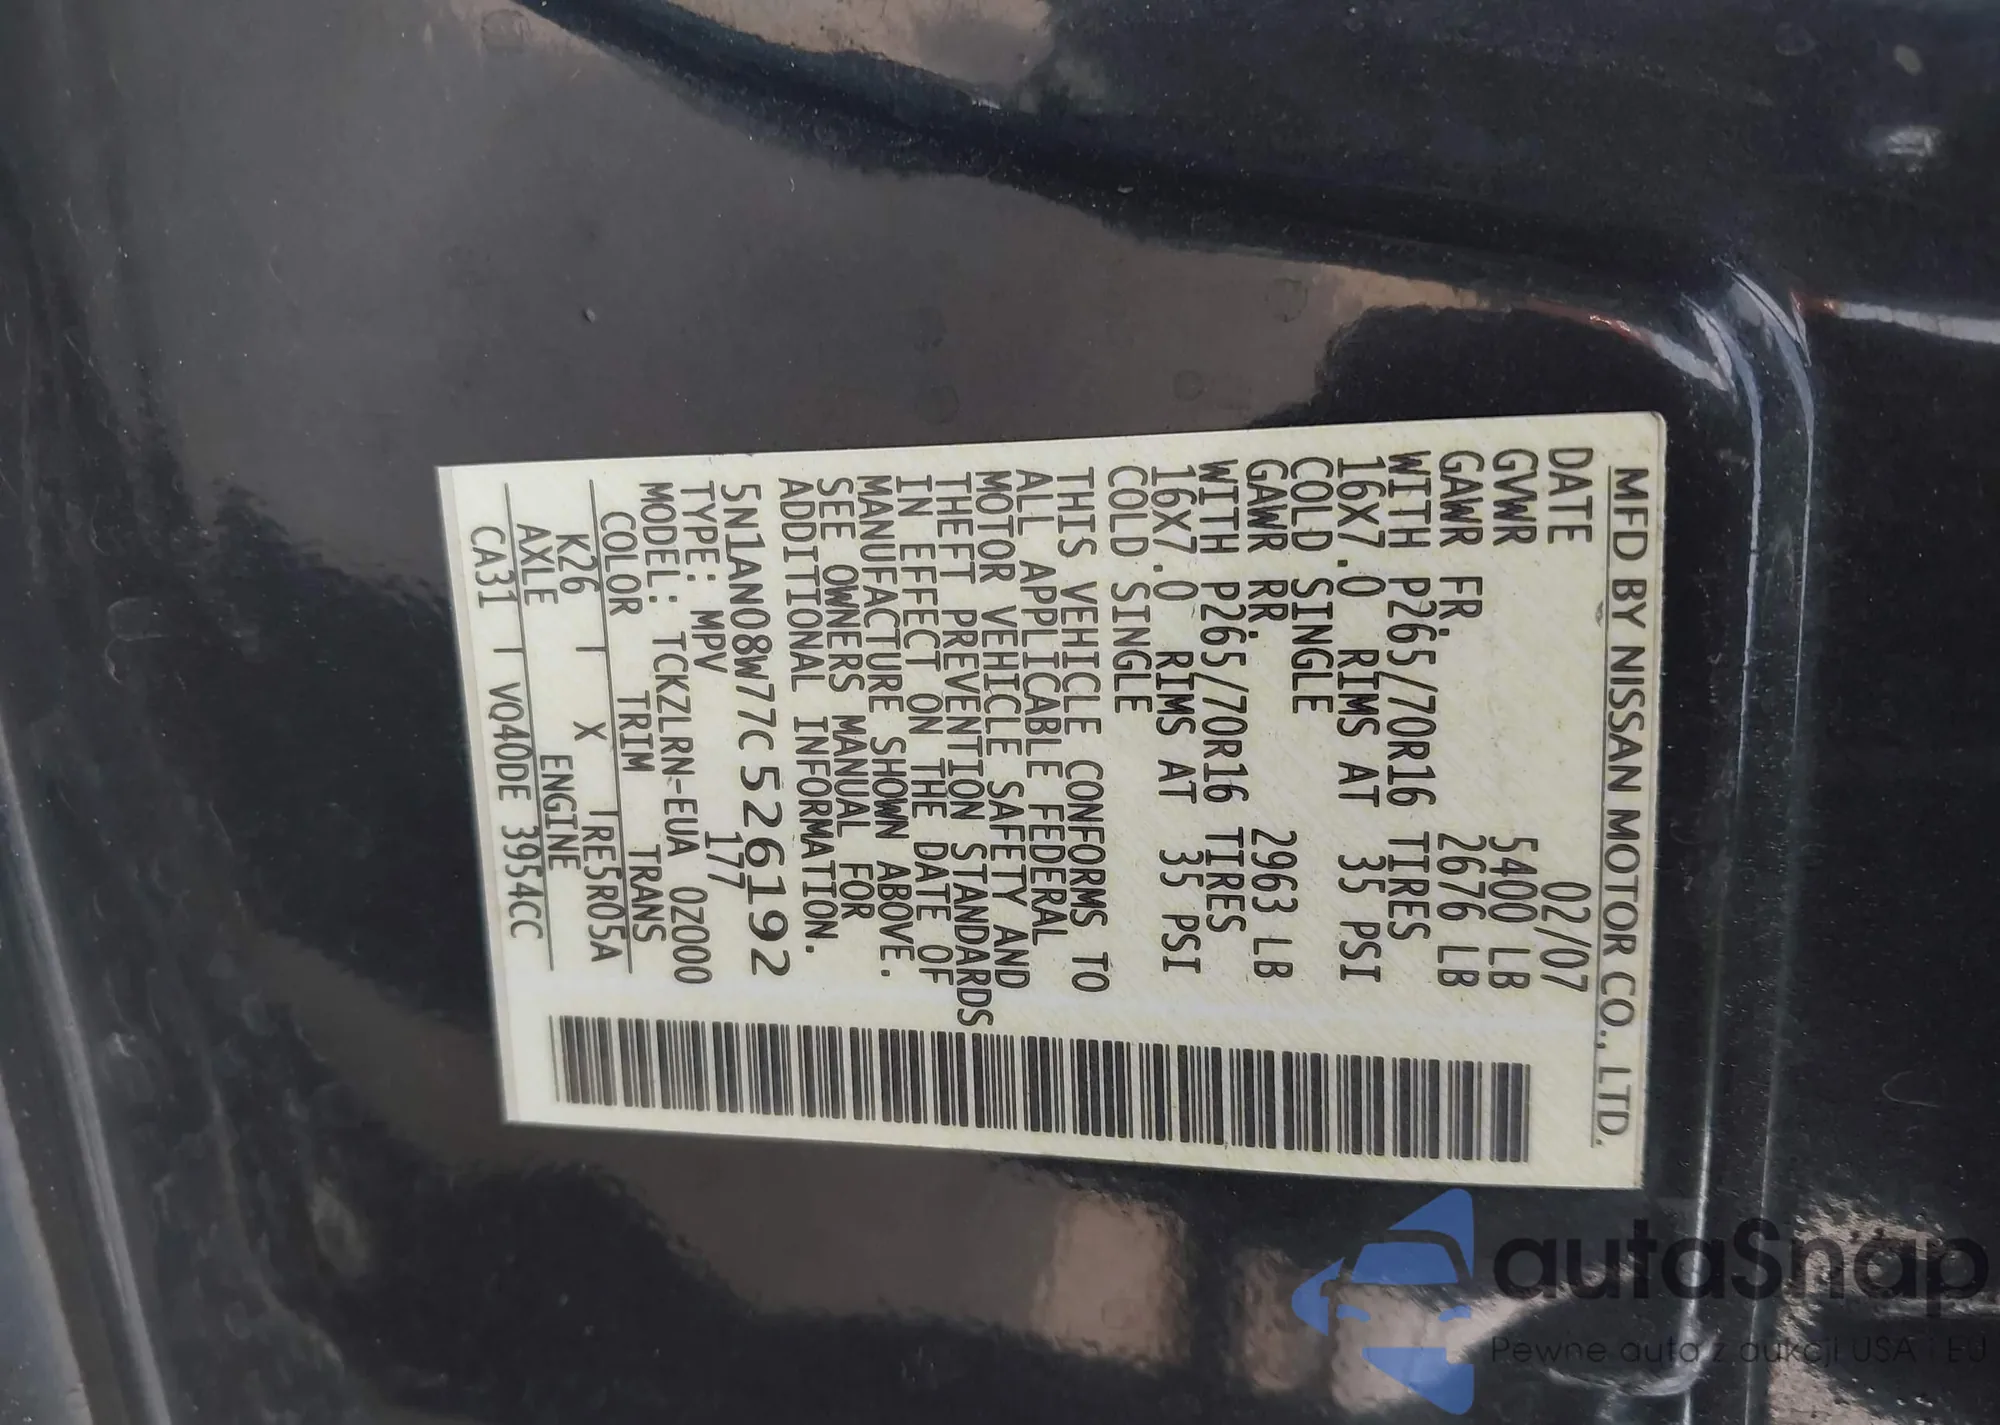 MFD BY NISSAN MOTOR CO., LTD.
DATE 02/07
GVWR 5400 LB
GAWR FR. 2676 LB
WITH P265/70R16 TIRES
16X7.0 RIMS AT 35 PSI
COLD SINGLE
GAWR RR. 2963 LB
WITH P265/70R16 TIRES
16X7.0 RIMS AT 35 PSI
COLD SINGLE
THIS VEHICLE CONFORMS TO
ALL APPLICABLE FEDERAL
MOTOR VEHICLE SAFETY AND
THEFT PREVENTION STANDARDS
IN EFFECT ON THE DATE OF
MANUFACTURE SHOWN ABOVE.
SEE OWNERS MANUAL FOR
ADDITIONAL INFORMATION.
5N1AN08W77C526192
TYPE: MPV 177
MODEL: TCKZLRN-EUA 0Z000
COLOR TRIM TRANS
K26 X RE5R05A
AXLE ENGINE
CA31 VQ40DE 3954CC
autaSnap
Pewne auta z aukcji USA i EU